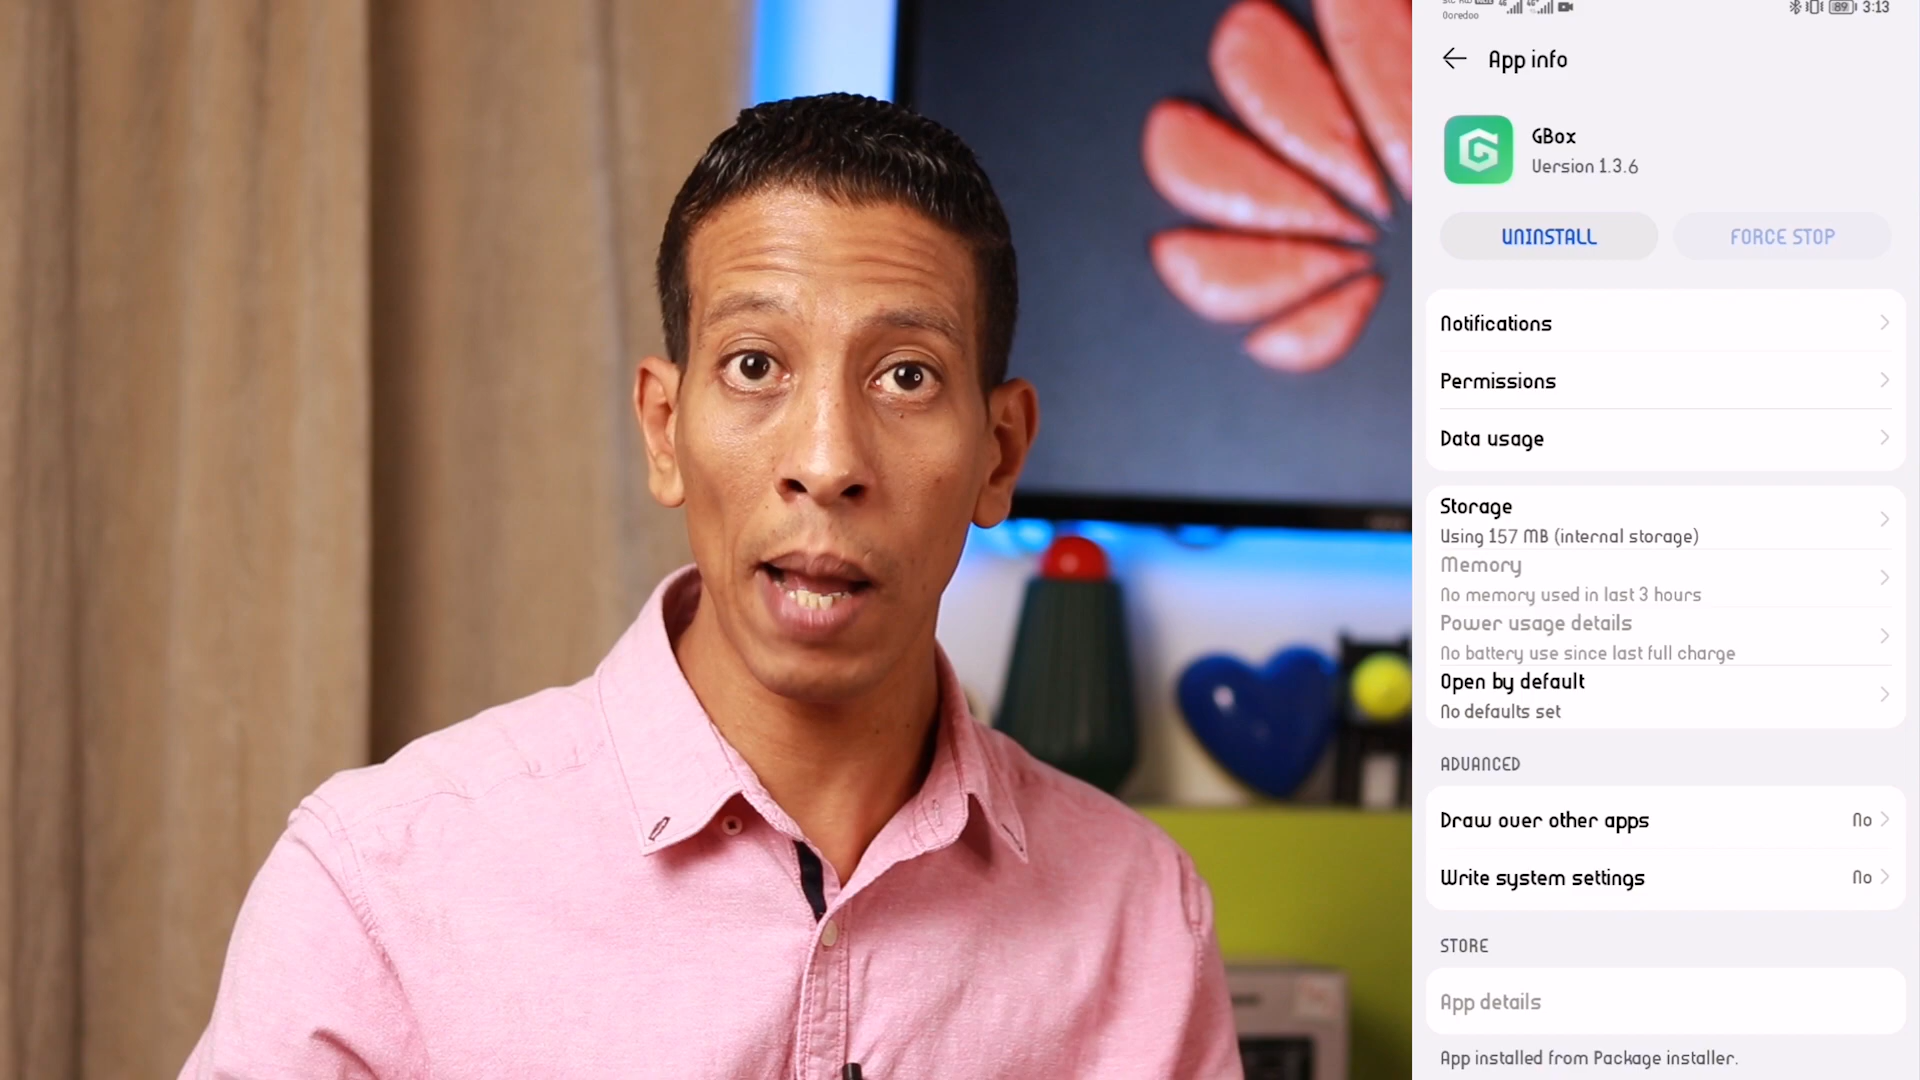 Ooredoo
89
3:13
App info
GBox
Version 1.3.6
UNINSTALL
FORCE STOP
Notifications
Permissions
Data usage
Storage
Using 157 MB (internal storage)
Memory
No memory used in last 3 hours
Power usage details
No battery use since last full charge
Open by default
No defaults set
ADVANCED
Draw over other apps
No
Write system settings
No
STORE
App details
App installed from Package installer.